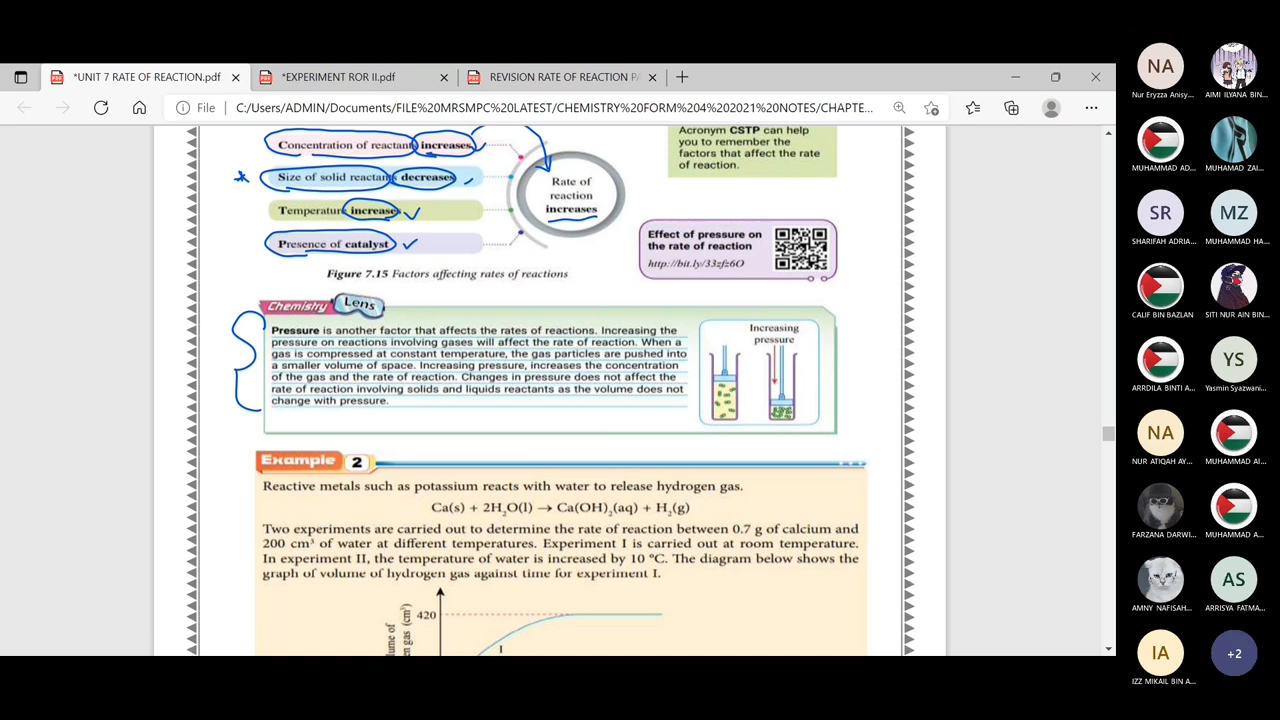 *UNIT 7 RATE OF REACTION.pdf
*EXPERIMENT ROR II.pdf
REVISION RATE OF REACTION P
File
C:/Users/ADMIN/Documents/FILE%20MRSMPC%20LATEST/CHEMISTRY%20FORM%204%202021%20NOTES/CHAPTE...
Concentration of reactant increases
Size of solid reactants decreases
Temperature increases
Presence of catalyst
Rate of
reaction
increases
Acronym CSTP can help
you to remember the
factors that affect the rate
of reaction.
Effect of pressure on
the rate of reaction
http://bit.ly/33zfz6O
Figure 7.15 Factors affecting rates of reactions
Chemistry Lens
Pressure is another factor that affects the rates of reactions. Increasing the
pressure on reactions involving gases will affect the rate of reaction. When a
gas is compressed at constant temperature, the gas particles are pushed into
a smaller volume of space. Increasing pressure, increases the concentration
of the gas and the rate of reaction. Changes in pressure does not affect the
rate of reaction involving solids and liquids reactants as the volume does not
change with pressure.
Increasing
pressure
Example 2
Reactive metals such as potassium reacts with water to release hydrogen gas.
Ca(s) + 2H₂O(l) → Ca(OH)₂(aq) + H₂(g)
Two experiments are carried out to determine the rate of reaction between 0.7 g of calcium and
200 cm³ of water at different temperatures. Experiment I is carried out at room temperature.
In experiment II, the temperature of water is increased by 10 °C. The diagram below shows the
graph of volume of hydrogen gas against time for experiment I.
420
I
NA
Nur Eryzza Anisy...
AIMI ILYANA BIN...
MUHAMMAD AD...
MUHAMAD ZAI...
SR
SHARIFAH ADRIA...
MZ
MUHAMMAD HA...
CALIF BIN BAZLAN
SITI NUR AIN BIN...
ARRDILA BINTI A...
YS
Yasmin Syazwani...
NA
NUR ATIQAH AY...
MUHAMMAD AI...
FARZANA DARWI...
MUHAMMAD A...
AMNY NAFISAH...
AS
ARRISYA FATMA...
IA
IZZ MIKAIL BIN A...
+2